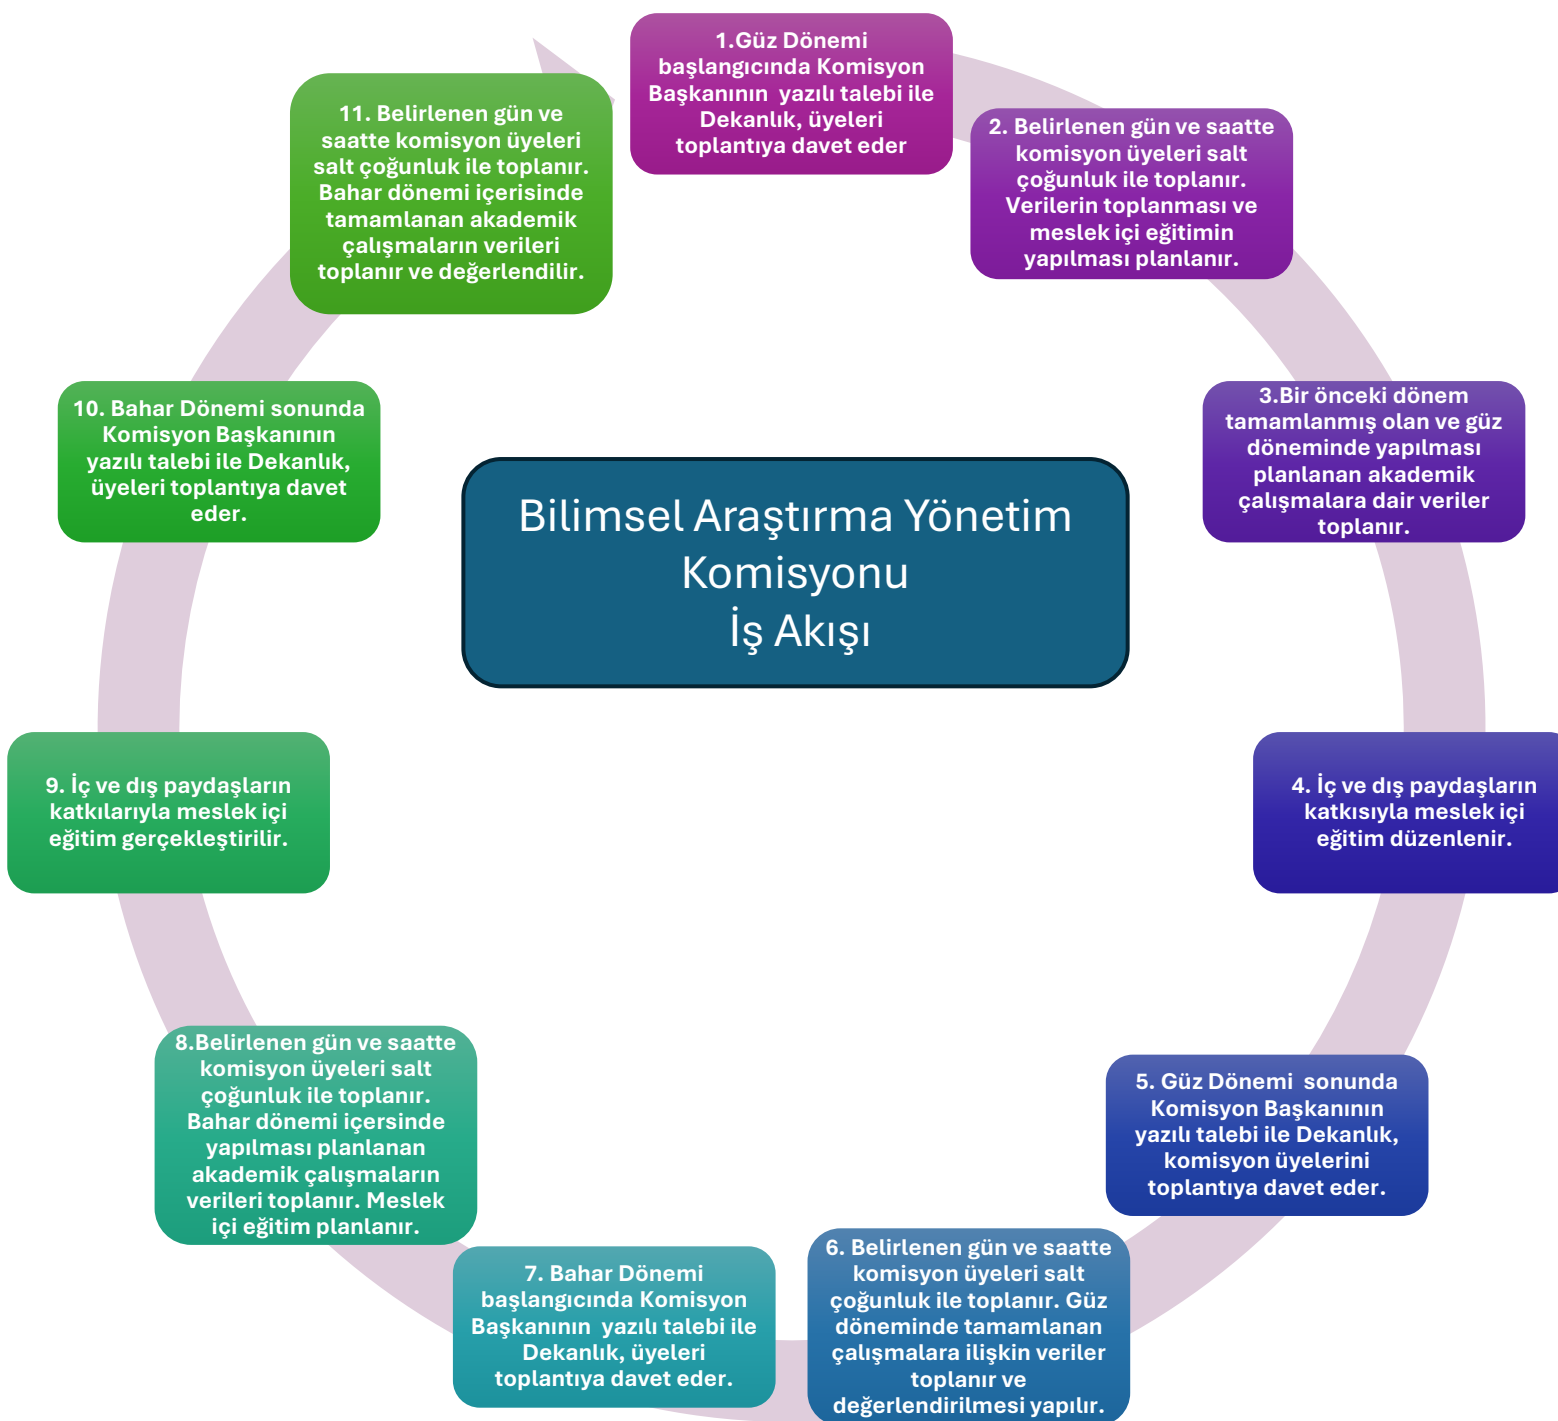 1.Güz Dönemi
başlangıcında Komisyon
Başkanının  yazılı talebi ile
Dekanlık, üyeleri
toplantıya davet eder
2. Belirlenen gün ve saatte
komisyon üyeleri salt
çoğunluk ile toplanır.
Verilerin toplanması ve
meslek içi eğitimin
yapılması planlanır.
3.Bir önceki dönem
tamamlanmış olan ve güz
döneminde yapılması
planlanan akademik
çalışmalara dair veriler
toplanır.
4. İç ve dış paydaşların
katkısıyla meslek içi
eğitim düzenlenir.
5. Güz Dönemi  sonunda
Komisyon Başkanının
yazılı talebi ile Dekanlık,
komisyon üyelerini
toplantıya davet eder.
6. Belirlenen gün ve saatte
komisyon üyeleri salt
çoğunluk ile toplanır. Güz
döneminde tamamlanan
çalışmalara ilişkin veriler
toplanır ve
değerlendirilmesi yapılır.
7. Bahar Dönemi
başlangıcında Komisyon
Başkanının  yazılı talebi ile
Dekanlık, üyeleri
toplantıya davet eder.
8.Belirlenen gün ve saatte
komisyon üyeleri salt
çoğunluk ile toplanır.
Bahar dönemi içersinde
yapılması planlanan
akademik çalışmaların
verileri toplanır. Meslek
içi eğitim planlanır.
9. İç ve dış paydaşların
katkılarıyla meslek içi
eğitim gerçekleştirilir.
10. Bahar Dönemi sonunda
Komisyon Başkanının
yazılı talebi ile Dekanlık,
üyeleri toplantıya davet
eder.
11. Belirlenen gün ve
saatte komisyon üyeleri
salt çoğunluk ile toplanır.
Bahar dönemi içerisinde
tamamlanan akademik
çalışmaların verileri
toplanır ve değerlendilir.
Bilimsel Araştırma Yönetim
Komisyonu
İş Akışı